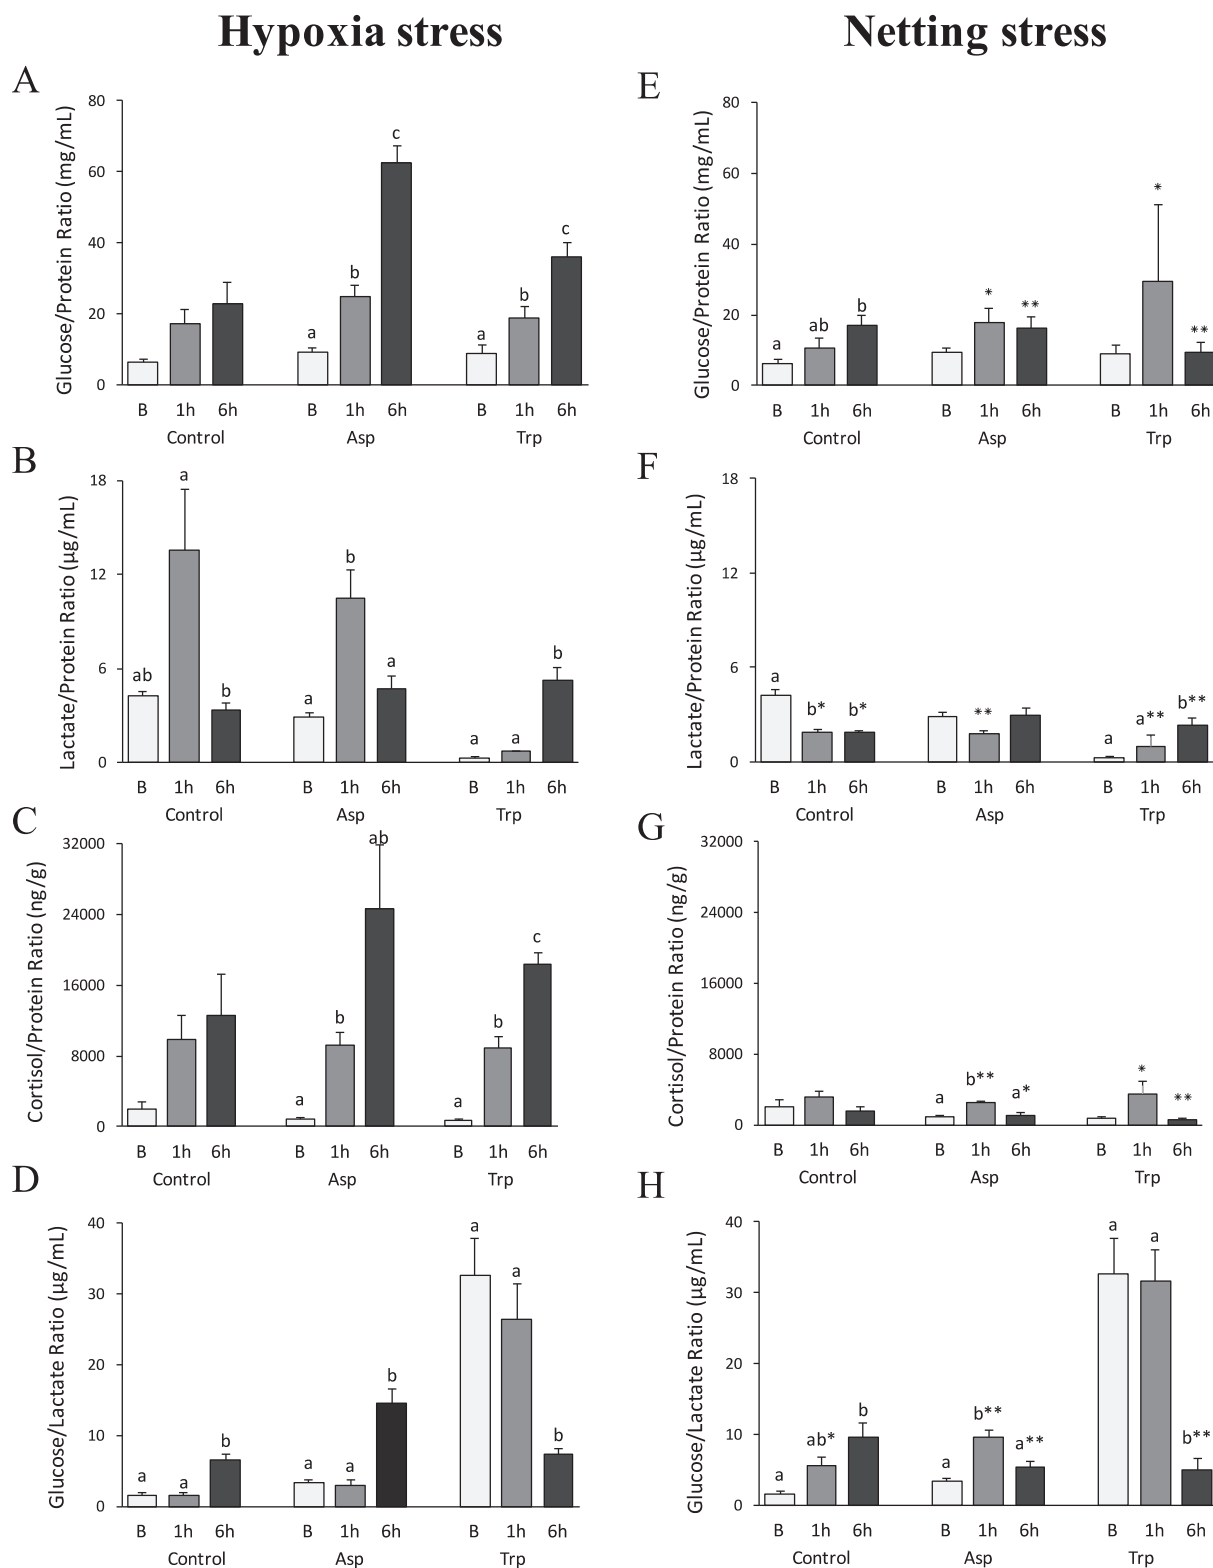 Hypoxia stress
Netting stress
A
Glucose/Protein Ratio (mg/mL)
80
60
40
20
0
a
b
c
a
b
c
B 1h 6h B 1h 6h B 1h 6h
Control Asp Trp
E
Glucose/Protein Ratio (mg/mL)
80
60
40
20
0
a
ab
b
*
**
*
**
B 1h 6h B 1h 6h B 1h 6h
Control Asp Trp
B
Lactate/Protein Ratio (µg/mL)
18
12
6
0
ab
a
b
a
b
a
a
a
b
B 1h 6h B 1h 6h B 1h 6h
Control Asp Trp
F
Lactate/Protein Ratio (µg/mL)
18
12
6
0
a
b*
b*
**
a
a**
b**
B 1h 6h B 1h 6h B 1h 6h
Control Asp Trp
C
Cortisol/Protein Ratio (ng/g)
32000
24000
16000
8000
0
a
b
ab
a
b
c
B 1h 6h B 1h 6h B 1h 6h
Control Asp Trp
G
Cortisol/Protein Ratio (ng/g)
32000
24000
16000
8000
0
a
b**
a*
*
**
B 1h 6h B 1h 6h B 1h 6h
Control Asp Trp
D
Glucose/Lactate Ratio (µg/mL)
40
30
20
10
0
a
a
b
a
a
b
a
a
b
B 1h 6h B 1h 6h B 1h 6h
Control Asp Trp
H
Glucose/Lactate Ratio (µg/mL)
40
30
20
10
0
a
ab*
b
a
b**
a**
a
a
b**
B 1h 6h B 1h 6h B 1h 6h
Control Asp Trp